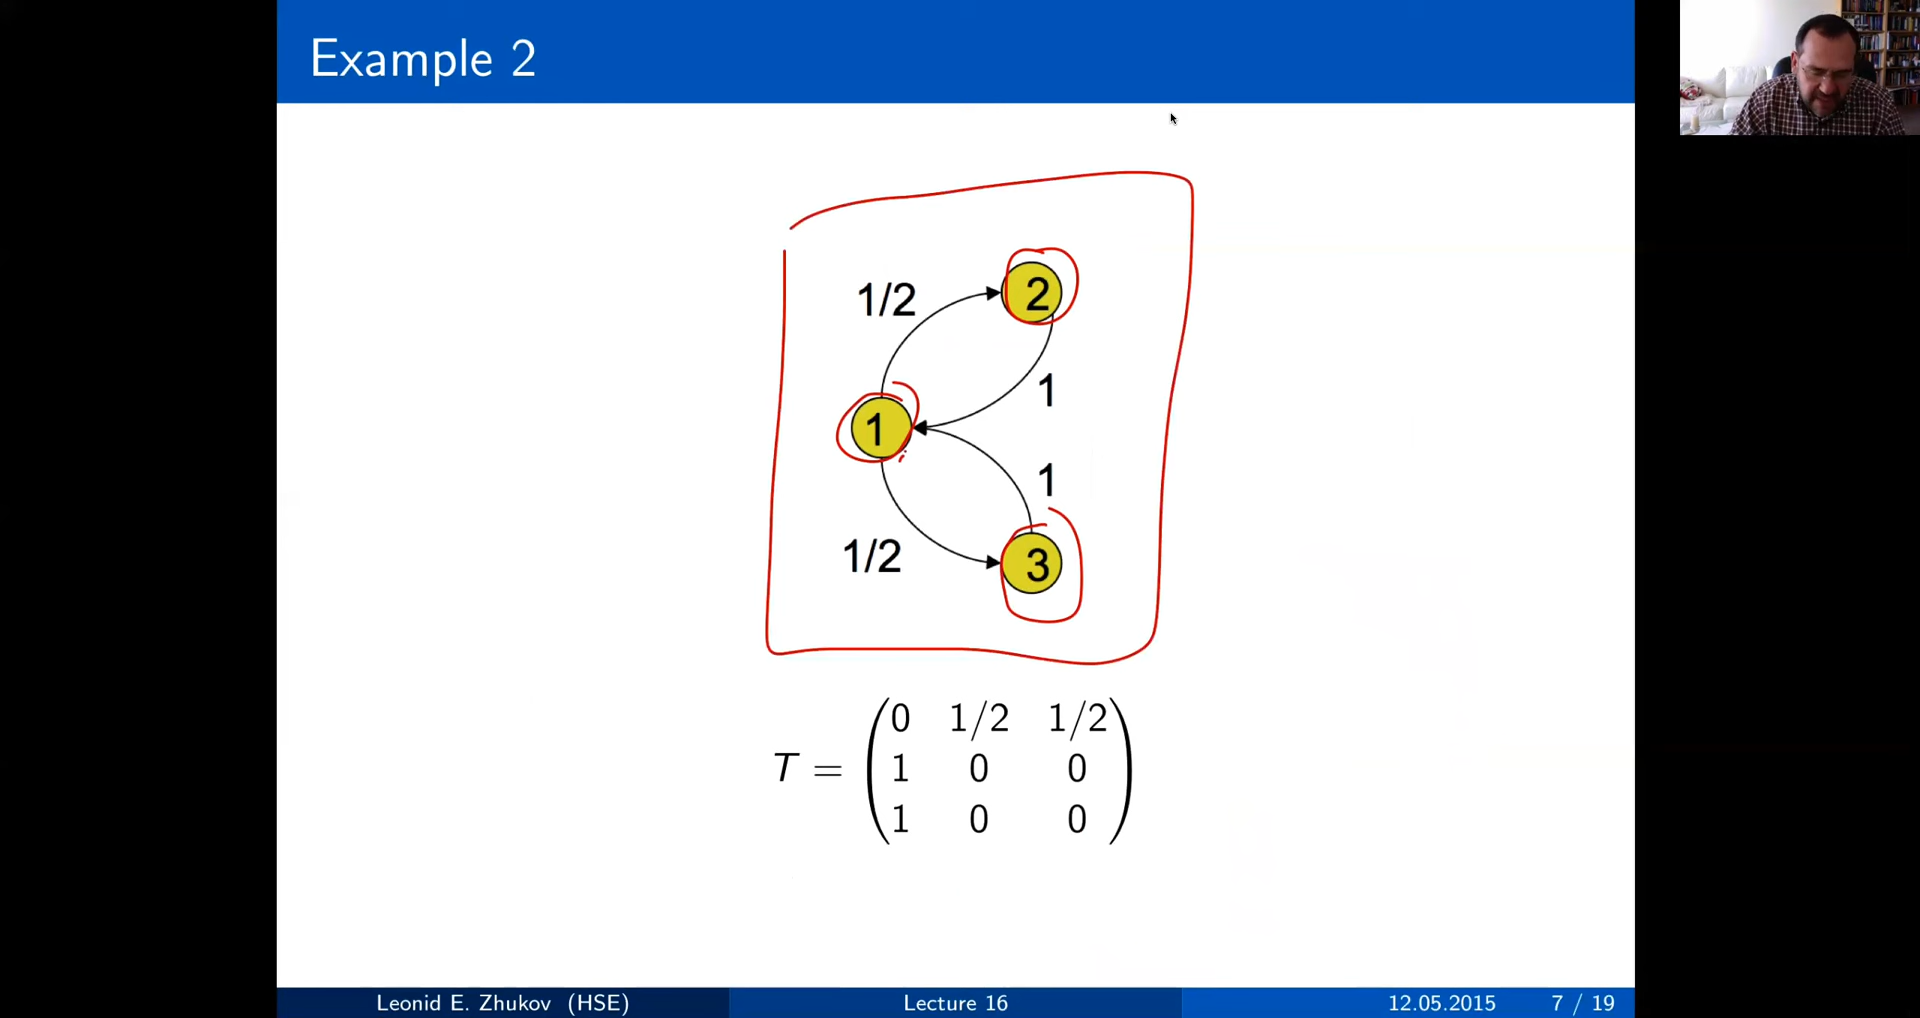 Example 2
1/2
2
1
1
1
1/2
3
T = (0 1/2 1/2
1 0 0
1 0 0)
Leonid E. Zhukov (HSE) Lecture 16 12.05.2015 7 / 19